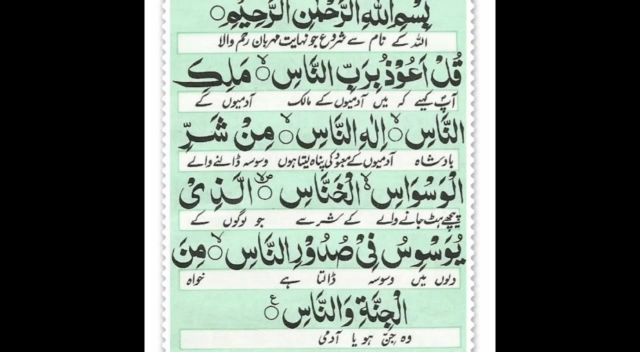 بِسْمِ اللهِ الرَّحْمٰنِ الرَّحِيْمِ
اللہ کے نام سے شروع جو نہایت مہربان رحم والا
قُلْ اَعُوْذُ بِرَبِّ النَّاسِ ۙ مَلِكِ
آپ کہیے کہ میں آدمیوں کے مالک آدمیوں کے
النَّاسِ ۙ اِلٰهِ النَّاسِ ۙ مِنْ شَرِّ
بادشاہ آدمیوں کے معبود کی پناہ لیتا ہوں وسوسہ ڈالنے والے
الْوَسْوَاسِ ۙ الْخَنَّاسِ ۪ۙ الَّذِیْ
پیچھے ہٹ جانے والے کے شر سے جو لوگوں کے
یُوَسْوِسُ فِیْ صُدُوْرِ النَّاسِ ۙ مِنَ
دلوں میں وسوسہ ڈالتا ہے خواہ
الْجِنَّةِ وَالنَّاسِ ۠
وہ جن ہو یا آدمی